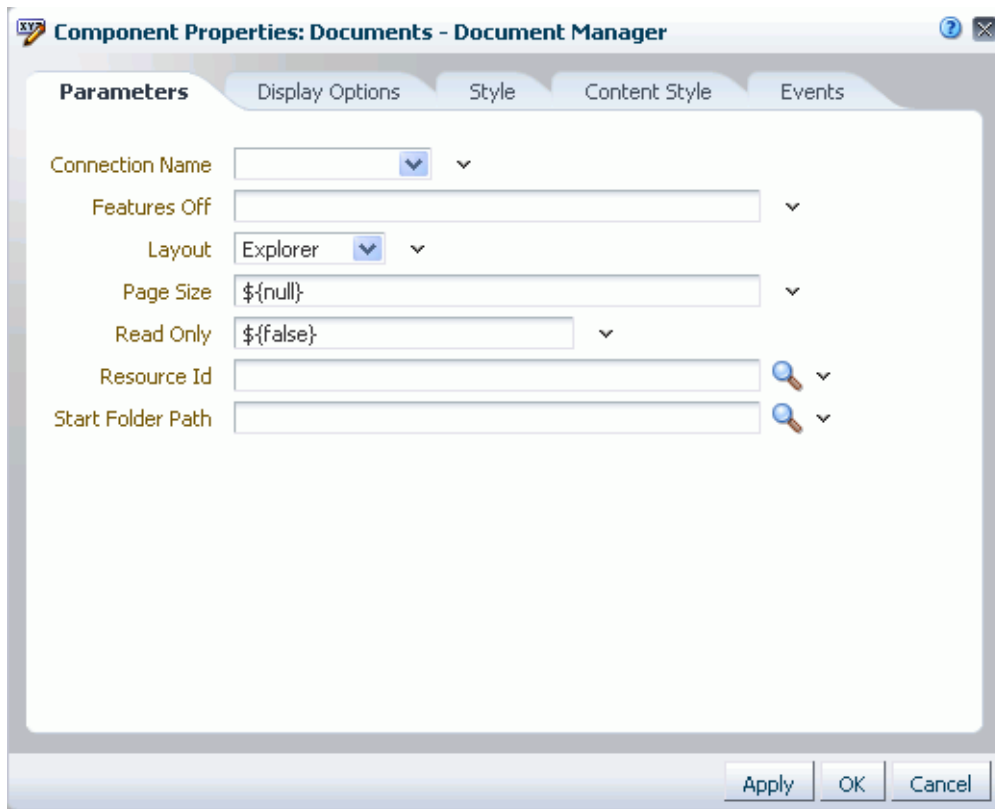 Component Properties: Documents - Document Manager
Parameters Display Options Style Content Style Events
Connection Name
Features Off
Layout Explorer
Page Size ${null}
Read Only ${false}
Resource Id
Start Folder Path
Apply OK Cancel